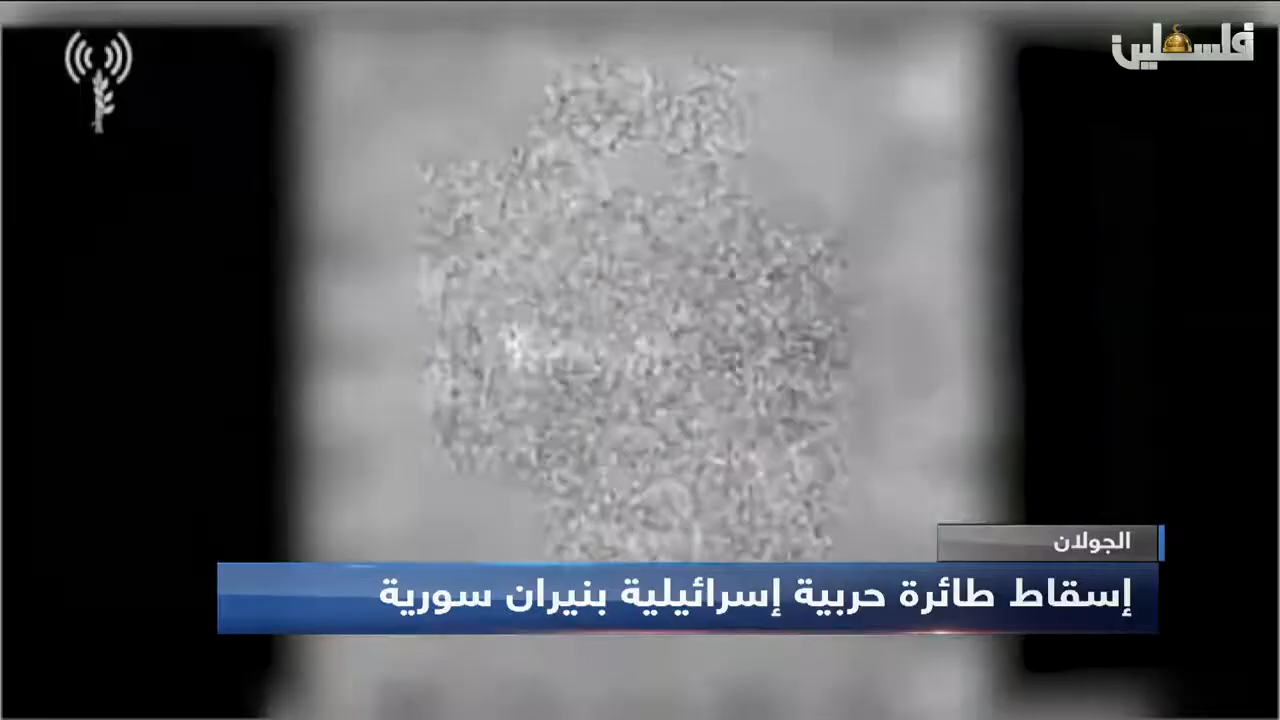 فلسطين
الجولان
إسقاط طائرة حربية إسرائيلية بنيران سورية